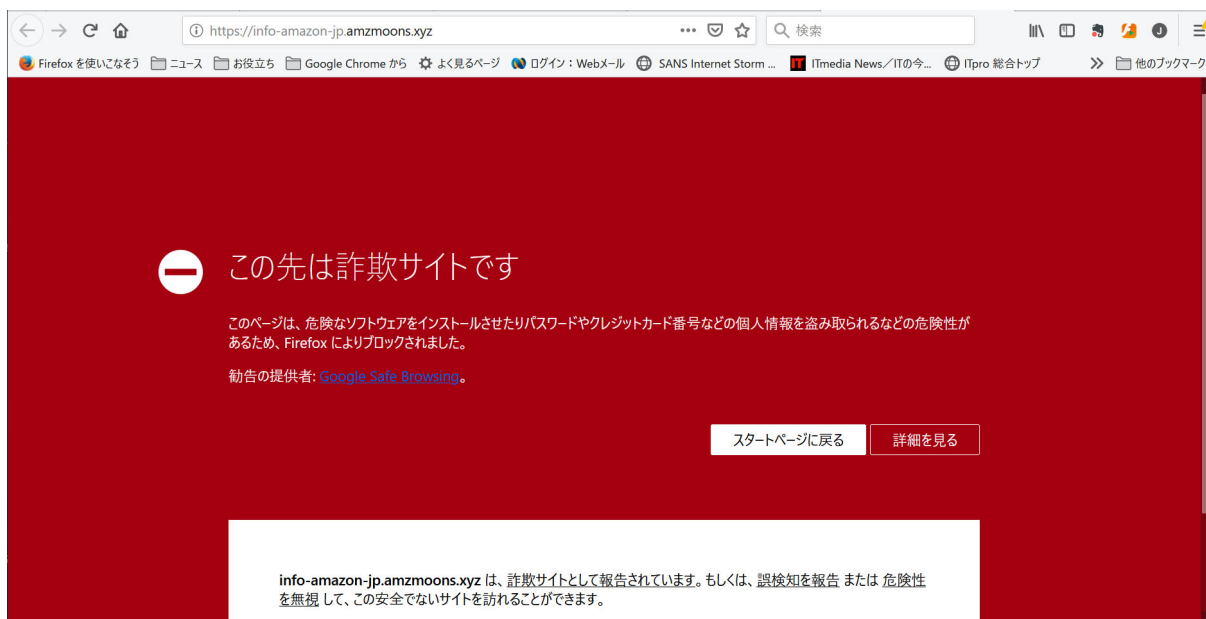 https://info-amazon-jp.amzmoons.xyz
検索
Firefox を使いこなそう ニュース お役立ち Google Chrome から よく見るページ ログイン:Webメール SANS Internet Storm ... ITmedia News/ITの今... ITpro 総合トップ 他のブックマーク
この先は詐欺サイトです
このページは、危険なソフトウェアをインストールさせたりパスワードやクレジットカード番号などの個人情報を盗み取られるなどの危険性が
あるため、Firefox によりブロックされました。
勧告の提供者: Google Safe Browsing。
スタートページに戻る 詳細を見る
info-amazon-jp.amzmoons.xyz は、詐欺サイトとして報告されています。もしくは、誤検知を報告 または 危険性
を無視 して、この安全でないサイトを訪れることができます。